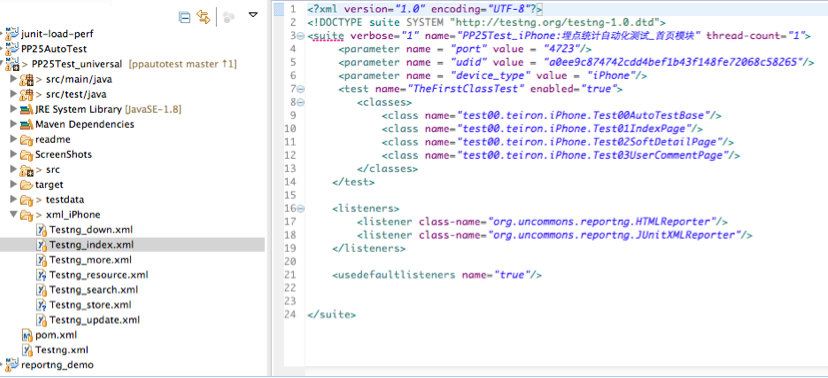 junit-load-perf
PP25AutoTest
> PP25Test_universal [ppautotest master ↑1]
> src/main/java
> src/test/java
JRE System Library [JavaSE-1.8]
Maven Dependencies
readme
ScreenShots
> src
target
> testdata
> xml_iPhone
Testng_down.xml
Testng_index.xml
Testng_more.xml
Testng_resource.xml
Testng_search.xml
Testng_store.xml
Testng_update.xml
pom.xml
Testng.xml
reportng_demo
1 <?xml version="1.0" encoding="UTF-8"?>
2 <!DOCTYPE suite SYSTEM "http://testng.org/testng-1.0.dtd">
3 <suite verbose="1" name="PP25Test_iPhone:埋点统计自动化测试_首页模块" thread-count="1">
4 <parameter name = "port" value = "4723"/>
5 <parameter name = "udid" value = "a0ee9c874742cdd4bef1b43f148fe72068c58265"/>
6 <parameter name = "device_type" value = "iPhone"/>
7 <test name="TheFirstClassTest" enabled="true">
8 <classes>
9 <class name="test00.teiron.iPhone.Test00AutoTestBase"/>
10 <class name="test00.teiron.iPhone.Test01IndexPage"/>
11 <class name="test00.teiron.iPhone.Test02SoftDetailPage"/>
12 <class name="test00.teiron.iPhone.Test03UserCommentPage"/>
13 </classes>
14 </test>
15
16 <listeners>
17 <listener class-name="org.uncommons.reportng.HTMLReporter"/>
18 <listener class-name="org.uncommons.reportng.JUnitXMLReporter"/>
19 </listeners>
20
21 <usedefaultlisteners name="true"/>
22
23
24 </suite>